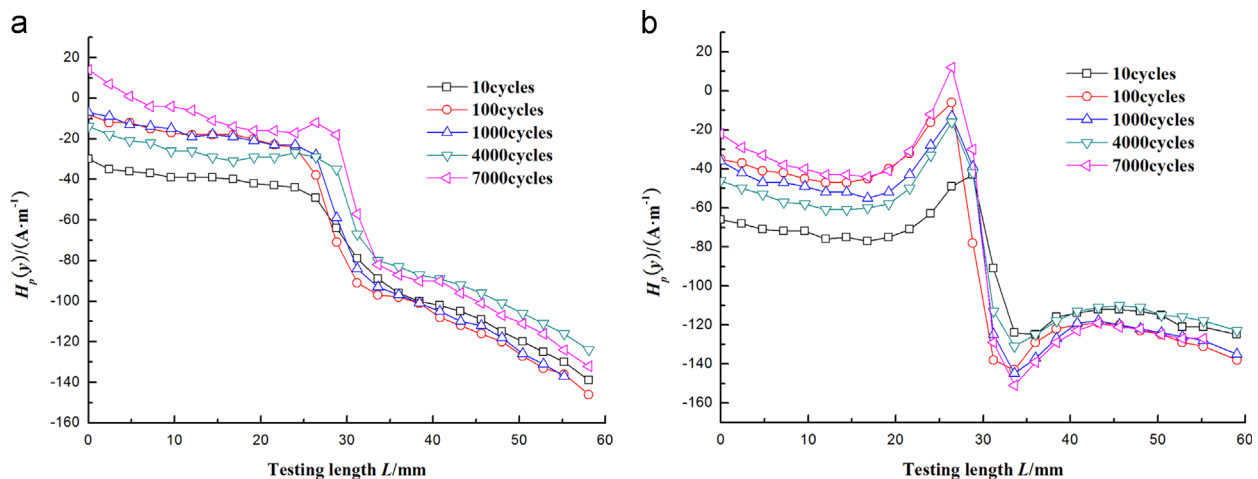 a
20
0
-20
-40
-60
-80
-100
-120
-140
-160
0
10
20
30
40
50
60
Hp(y)/(A·m⁻¹)
Testing length L/mm
10cycles
100cycles
1000cycles
4000cycles
7000cycles
b
20
0
-20
-40
-60
-80
-100
-120
-140
-160
0
10
20
30
40
50
60
Hp(y)/(A·m⁻¹)
Testing length L/mm
10cycles
100cycles
1000cycles
4000cycles
7000cycles